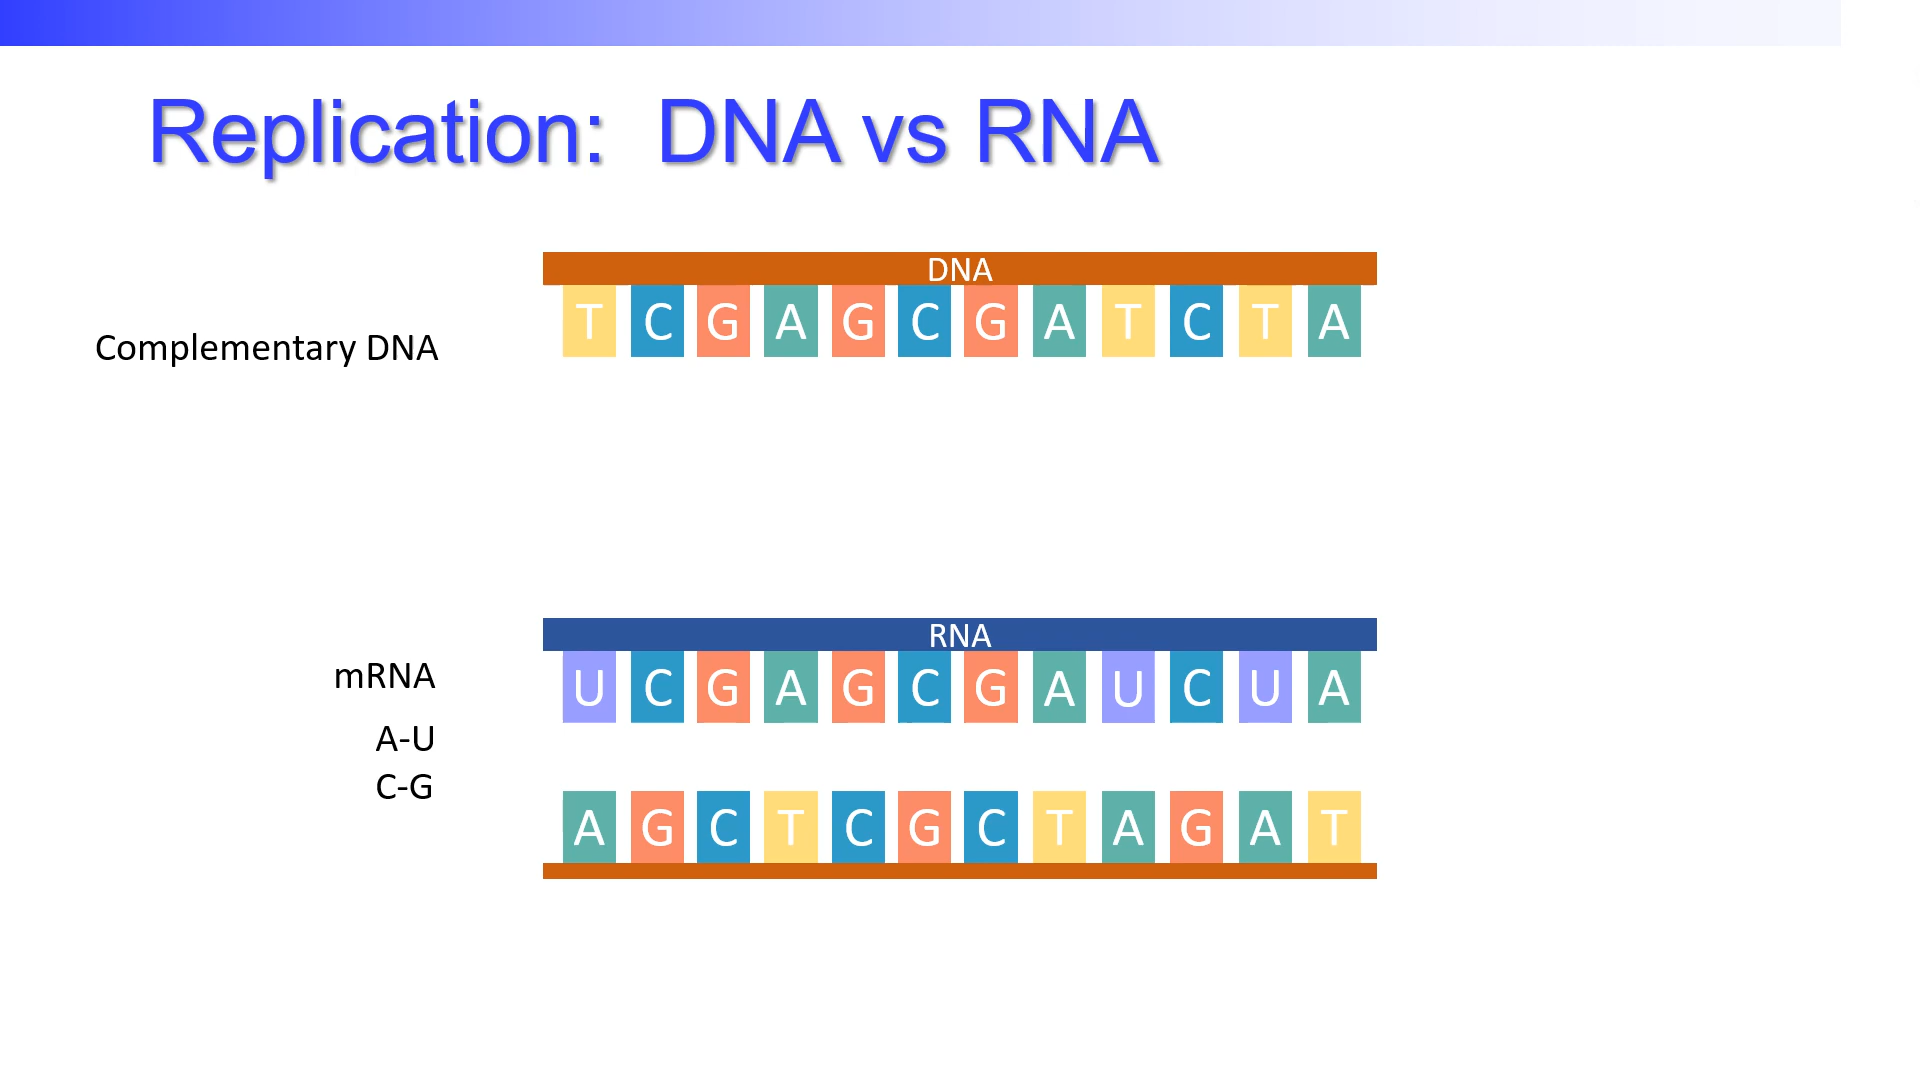 Replication:  DNA vs RNA
DNA
T C G A G C G A T C T A
Complementary DNA
RNA
U C G A G C G A U C U A
mRNA
A-U
C-G
A G C T C G C T A G A T